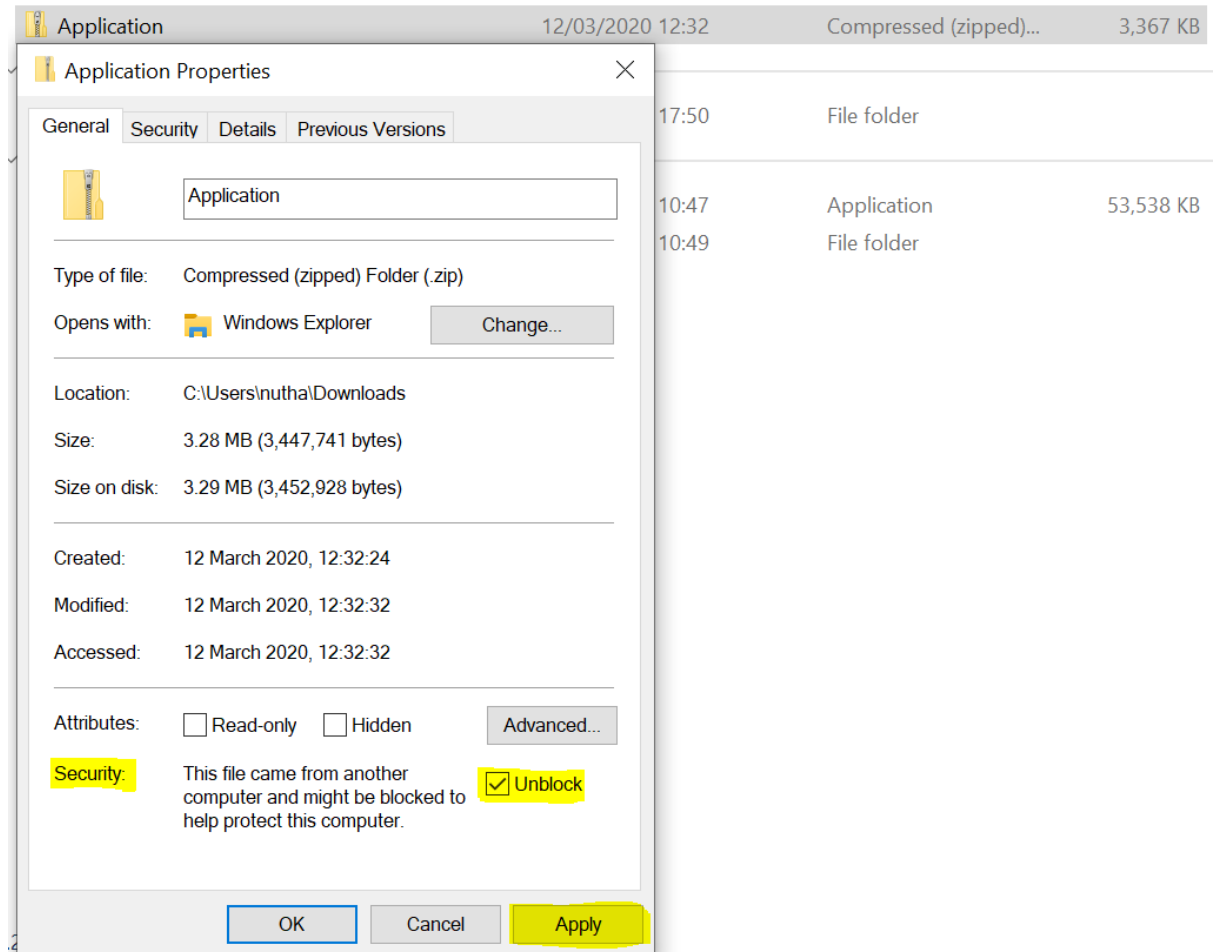 Application 12/03/2020 12:32 Compressed (zipped)... 3,367 KB
Application Properties
General Security Details Previous Versions
17:50 File folder
Application
10:47 Application 53,538 KB
10:49 File folder
Type of file: Compressed (zipped) Folder (.zip)
Opens with: Windows Explorer Change...
Location: C:\Users\nutha\Downloads
Size: 3.28 MB (3,447,741 bytes)
Size on disk: 3.29 MB (3,452,928 bytes)
Created: 12 March 2020, 12:32:24
Modified: 12 March 2020, 12:32:32
Accessed: 12 March 2020, 12:32:32
Attributes: Read-only Hidden Advanced...
Security: This file came from another
computer and might be blocked to
help protect this computer.
Unblock
OK Cancel Apply